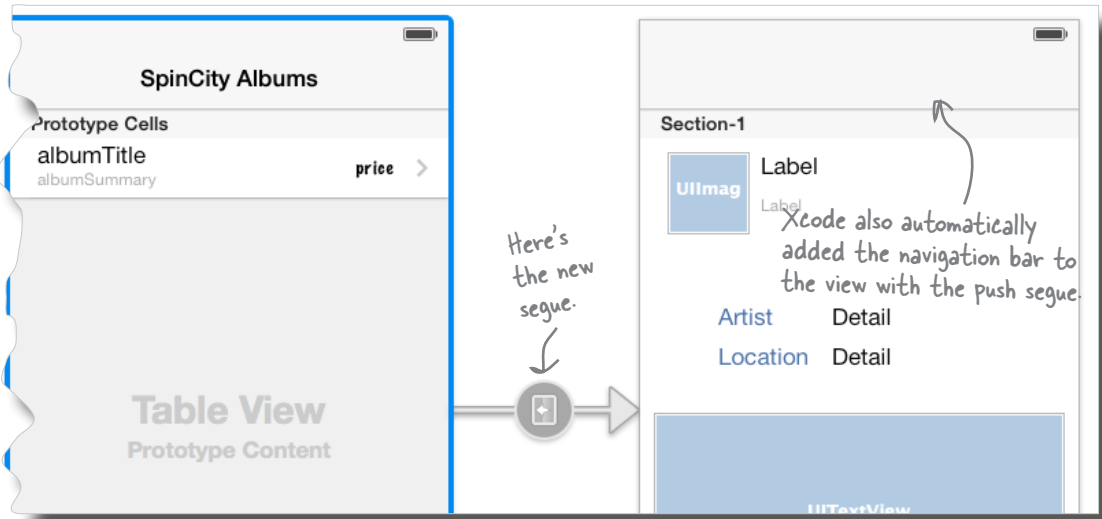 SpinCity Albums
Prototype Cells
albumTitle
albumSummary
price
Table View
Prototype Content
Here's
the new
segue.
Section-1
UIImag
Label
Label
Xcode also automatically
added the navigation bar to
the view with the push segue.
Artist Detail
Location Detail
UITextView